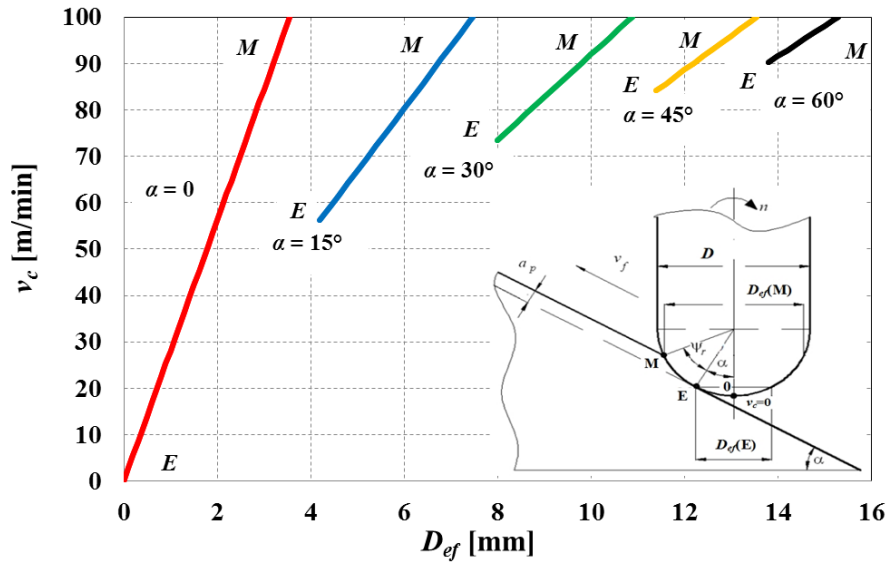 100
90
80
70
60
50
40
30
20
10
0
v_c [m/min]
M
M
M
M
M
E
E
E
E
E
α = 0
α = 15°
α = 30°
α = 45°
α = 60°
n
a_p
v_f
D
D_ef(M)
Ψ_r
α
M
E
0
v_c=0
D_ef(E)
α
0 2 4 6 8 10 12 14 16
D_ef [mm]